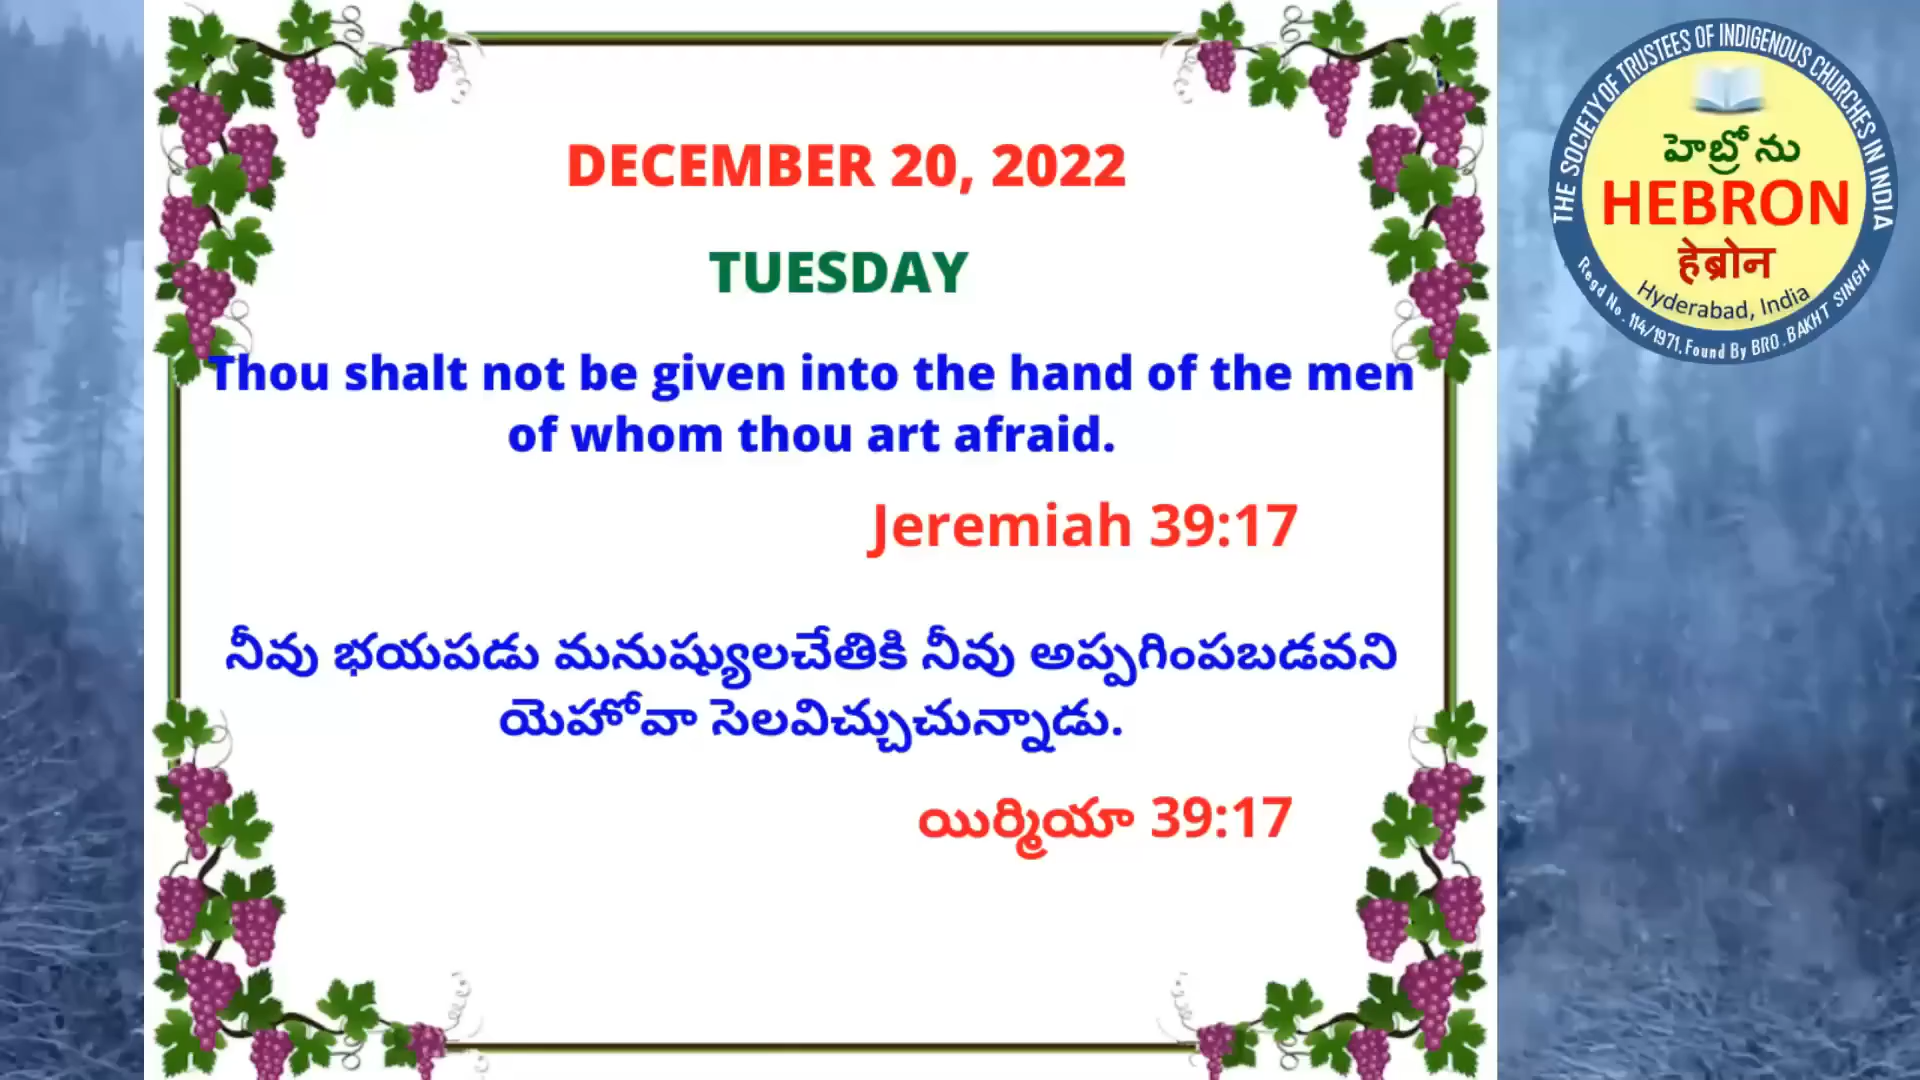 DECEMBER 20, 2022
TUESDAY
Thou shalt not be given into the hand of the men
of whom thou art afraid.
Jeremiah 39:17
నీవు భయపడు మనుష్యులచేతికి నీవు అప్పగింపబడవని
యెహోవా సెలవిచ్చుచున్నాడు.
యిర్మియా 39:17
THE SOCIETY OF TRUSTEES OF INDIGENOUS CHURCHES IN INDIA
హెబ్రోను
HEBRON
हेब्रोन
Hyderabad, India
Regd No. 114/1971. Found By BRO. BAKHT SINGH